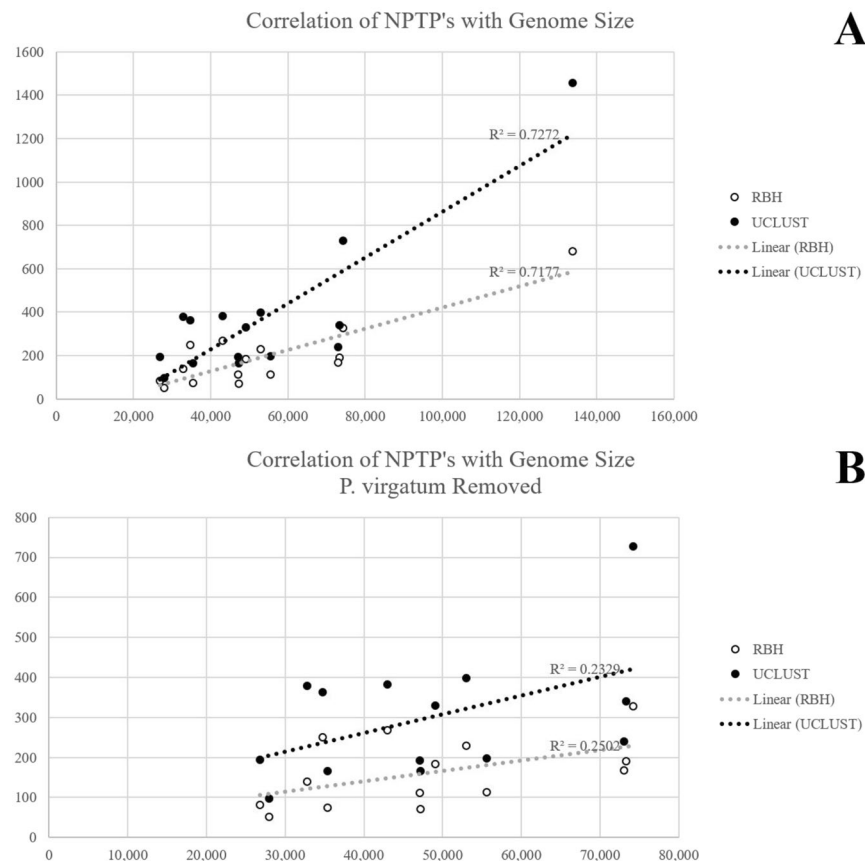 Correlation of NPTP's with Genome Size
A
1600
1400
1200
1000
800
600
400
200
0
R² = 0.7272
R² = 0.7177
0 20,000 40,000 60,000 80,000 100,000 120,000 140,000 160,000
RBH
UCLUST
Linear (RBH)
Linear (UCLUST)
Correlation of NPTP's with Genome Size
P. virgatum Removed
B
800
700
600
500
400
300
200
100
0
R² = 0.2329
R² = 0.2502
0 10,000 20,000 30,000 40,000 50,000 60,000 70,000 80,000
RBH
UCLUST
Linear (RBH)
Linear (UCLUST)